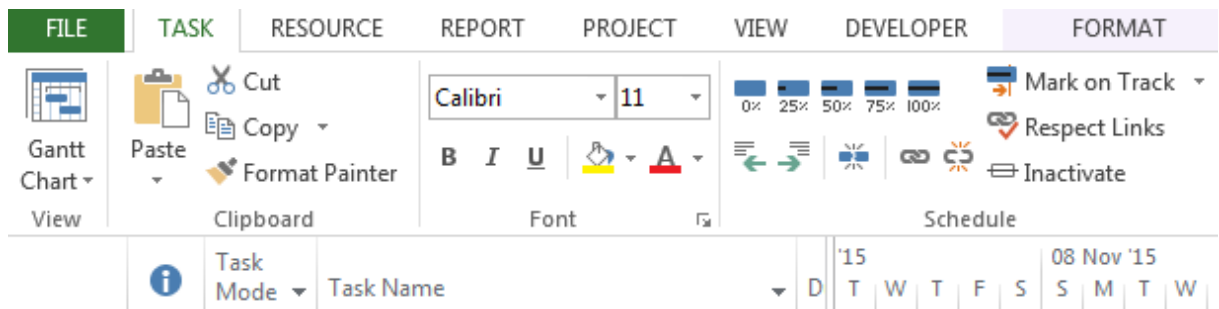 FILE TASK RESOURCE REPORT PROJECT VIEW DEVELOPER FORMAT
Gantt Chart
View
Paste
Cut
Copy
Format Painter
Clipboard
Calibri 11
B I U A
Font
0% 25% 50% 75% 100%
Mark on Track
Respect Links
Inactivate
Schedule
Task Mode
Task Name
D
'15 08 Nov '15
T W T F S S M T W